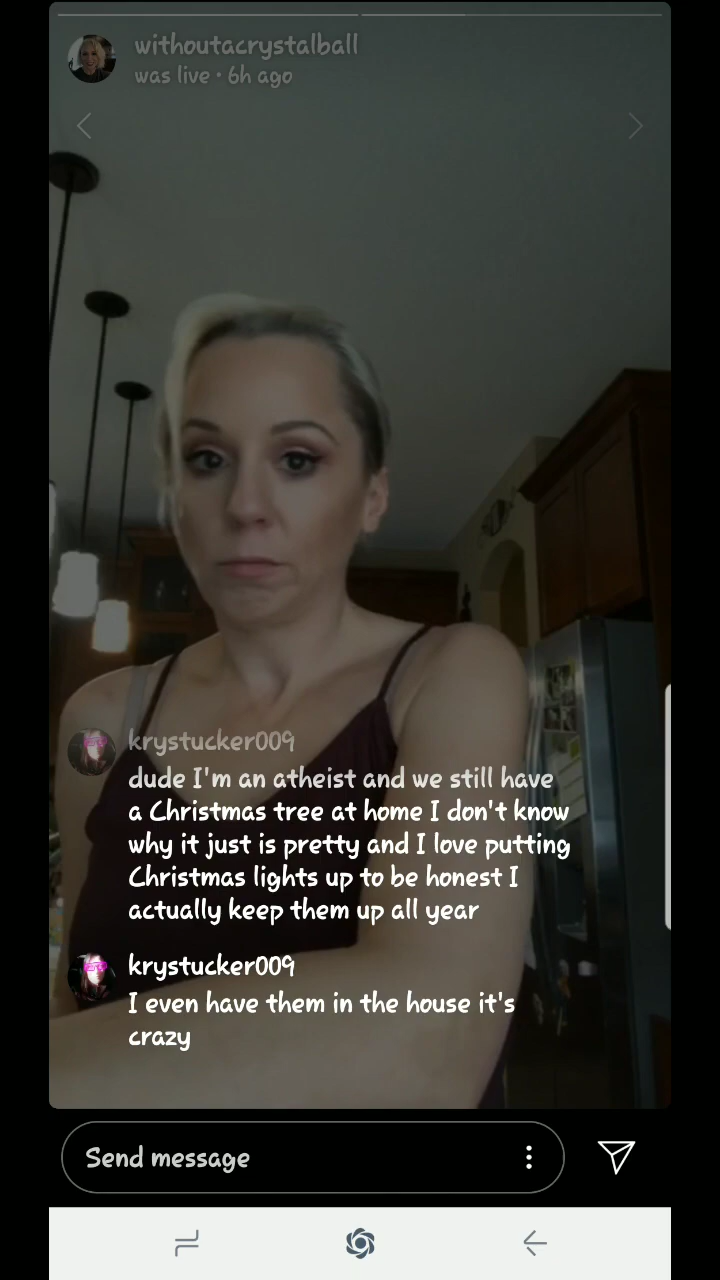 withoutacrystalball
was live • 6h ago
krystucker009
dude I'm an atheist and we still have
a Christmas tree at home I don't know
why it just is pretty and I love putting
Christmas lights up to be honest I
actually keep them up all year
krystucker009
I even have them in the house it's
crazy
Send message